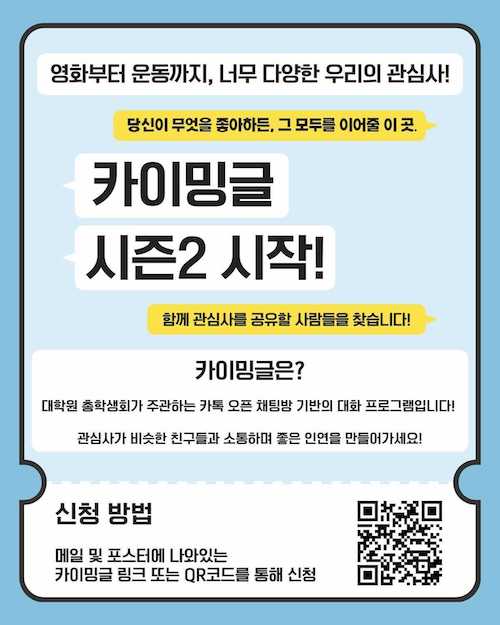 영화부터 운동까지, 너무 다양한 우리의 관심사!
당신이 무엇을 좋아하든, 그 모두를 이어줄 이 곳.
카이밍글
시즌2 시작!
함께 관심사를 공유할 사람들을 찾습니다!
카이밍글은?
대학원 총학생회가 주관하는 카톡 오픈 채팅방 기반의 대화 프로그램입니다!
관심사가 비슷한 친구들과 소통하며 좋은 인연을 만들어가세요!
신청 방법
메일 및 포스터에 나와있는
카이밍글 링크 또는 QR코드를 통해 신청